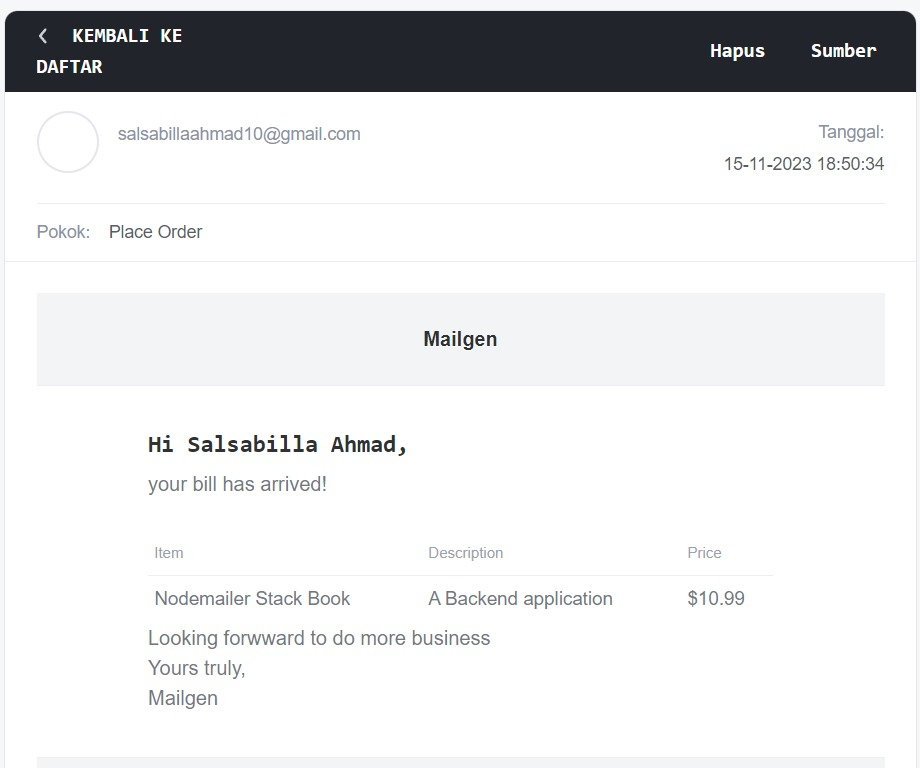 KEMBALI KE
DAFTAR
Hapus Sumber
salsabillaahmad10@gmail.com
Tanggal:
15-11-2023 18:50:34
Pokok: Place Order
Mailgen
Hi Salsabilla Ahmad,
your bill has arrived!
Item Description Price
Nodemailer Stack Book A Backend application $10.99
Looking forwward to do more business
Yours truly,
Mailgen